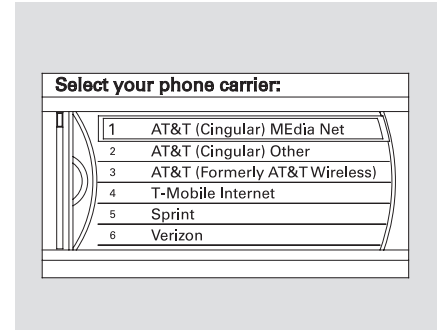 Select your phone carrier:
1 AT&T (Cingular) MEdia Net
2 AT&T (Cingular) Other
3 AT&T (Formerly AT&T Wireless)
4 T-Mobile Internet
5 Sprint
6 Verizon